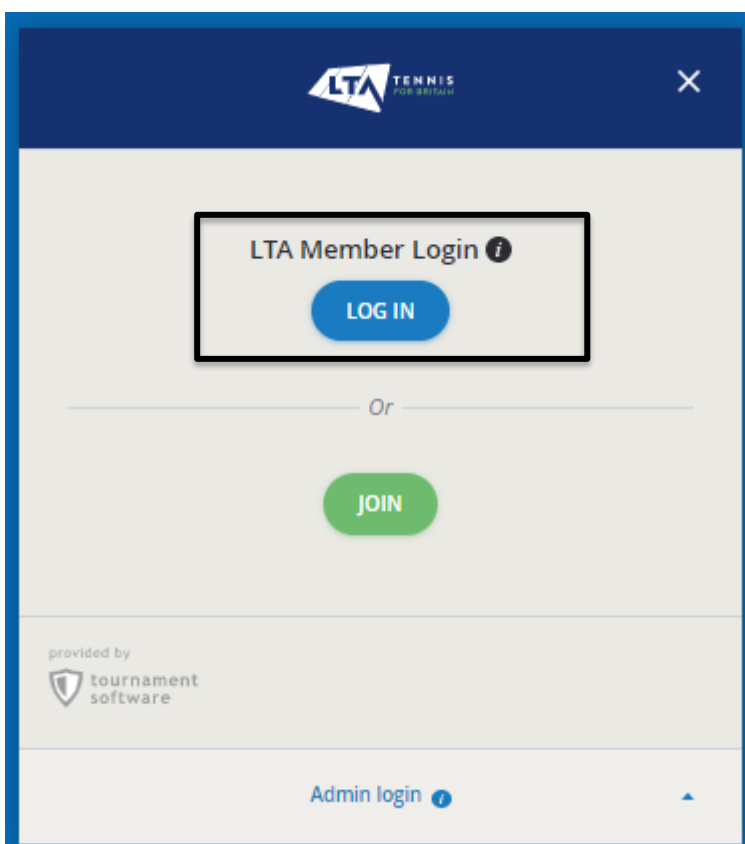 LTA TENNIS
FOR BRITAIN
LTA Member Login
LOG IN
Or
JOIN
provided by
tournament
software
Admin login